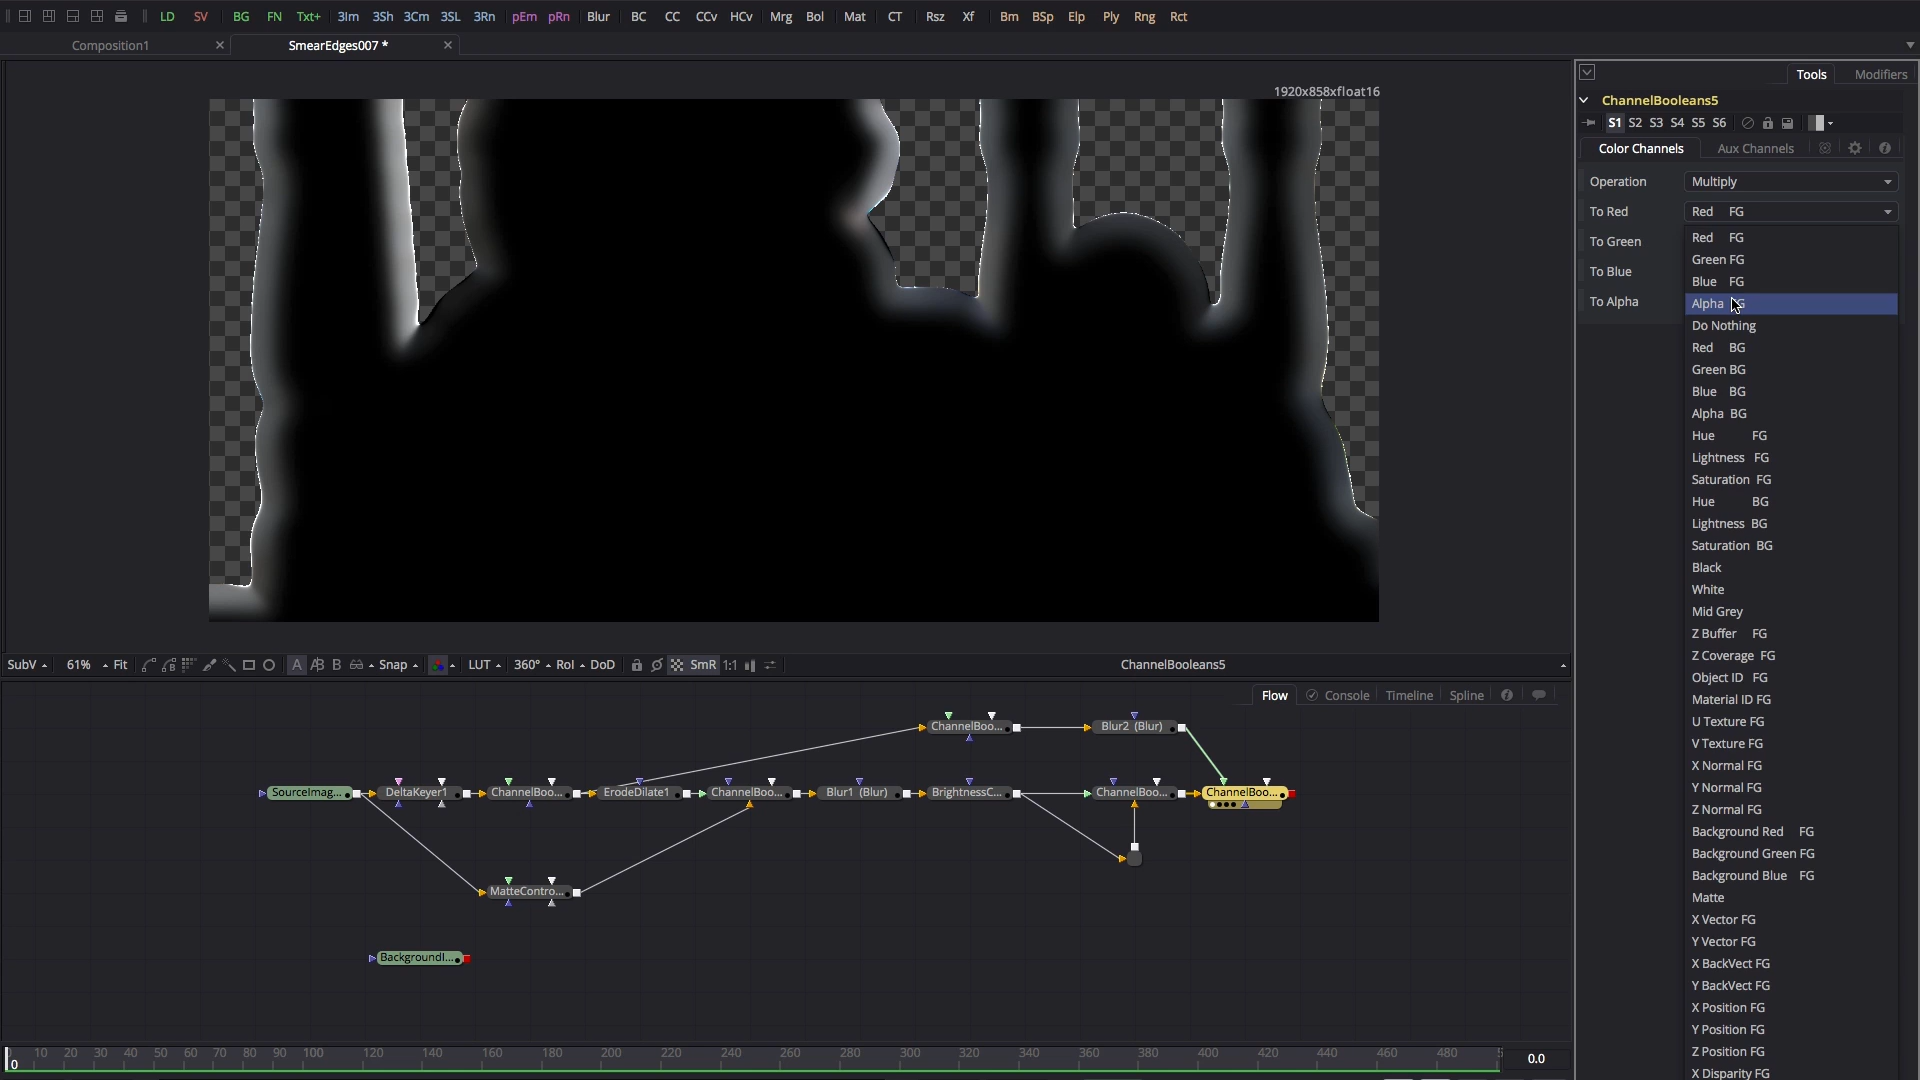 LD SV BG FN Txt+ 3Im 3Sh 3Cm 3SL 3Rn pEm pRn Blur BC CC CCv HCv Mrg Bol Mat CT Rsz Xf Bm BSp Elp Ply Rng Rct
Composition1 SmearEdges007 *
1920x858xfloat16
Tools Modifiers
ChannelBooleans5
S1 S2 S3 S4 S5 S6
Color Channels Aux Channels
Operation Multiply
To Red Red FG
To Green
To Blue
To Alpha
Red FG
Green FG
Blue FG
Alpha FG
Do Nothing
Red BG
Green BG
Blue BG
Alpha BG
Hue FG
Lightness FG
Saturation FG
Hue BG
Lightness BG
Saturation BG
Black
White
Mid Grey
Z Buffer FG
Z Coverage FG
Object ID FG
Material ID FG
U Texture FG
V Texture FG
X Normal FG
Y Normal FG
Z Normal FG
Background Red FG
Background Green FG
Background Blue FG
Matte
X Vector FG
Y Vector FG
X BackVect FG
Y BackVect FG
X Position FG
Y Position FG
Z Position FG
X Disparity FG
SubV 61% Fit A B Snap LUT 360° RoI DoD SmR 1:1 ChannelBooleans5
Flow Console Timeline Spline
ChannelBoo... Blur2 (Blur)
SourceImag... DeltaKeyer1 ChannelBoo... ErodeDilate1 ChannelBoo... Blur1 (Blur) BrightnessC... ChannelBoo... ChannelBoo...
MatteContro...
BackgroundI...
0 10 20 30 40 50 60 70 80 90 100 120 140 160 180 200 220 240 260 280 300 320 340 360 380 400 420 440 460 480
0.0